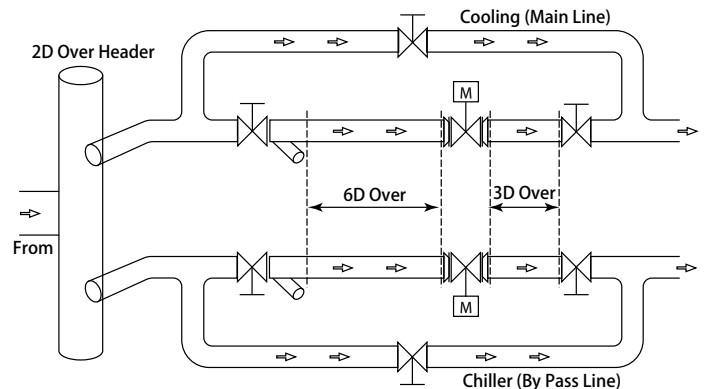 Cooling (Main Line)
2D Over Header
M
6D Over
3D Over
From
M
Chiller (By Pass Line)